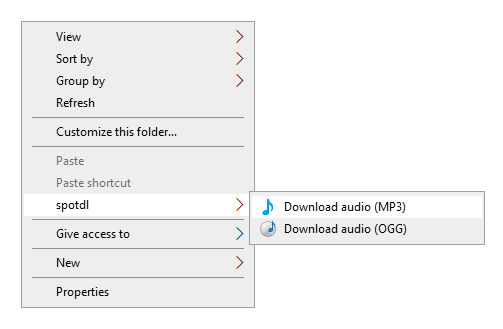 View
Sort by
Group by
Refresh
Customize this folder...
Paste
Paste shortcut
spotdl
Download audio (MP3)
Download audio (OGG)
Give access to
New
Properties